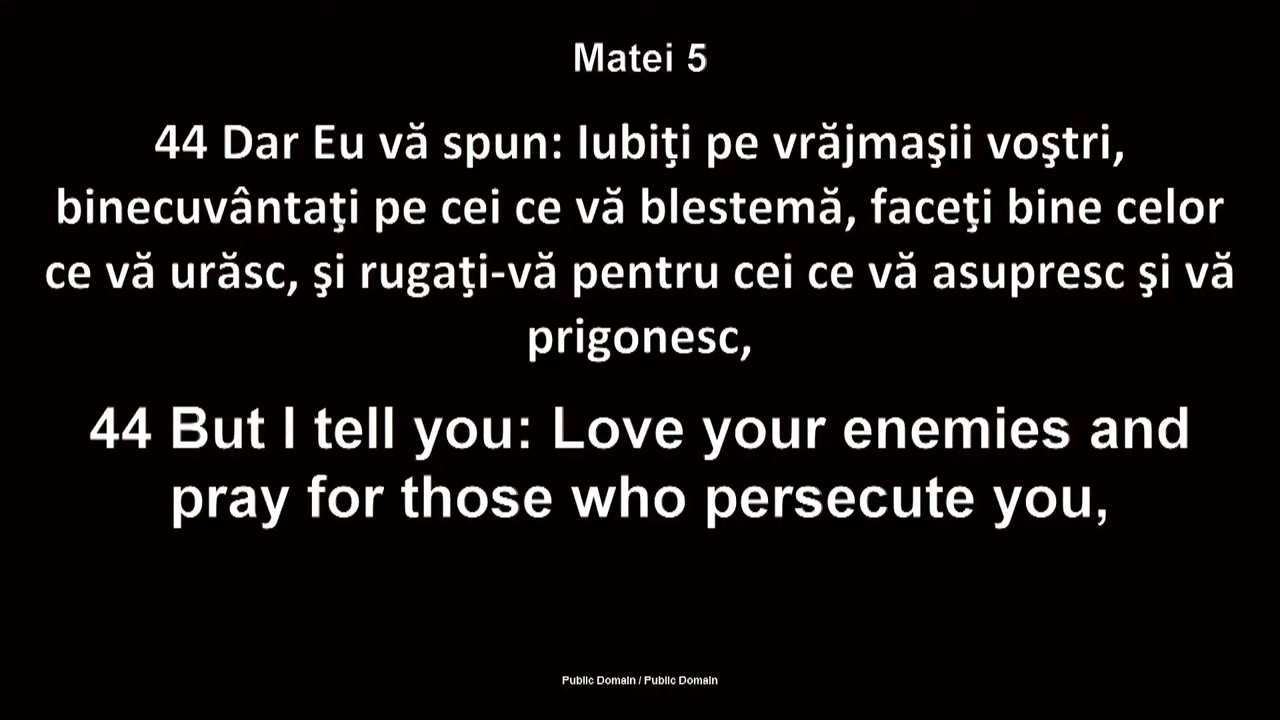 Matei 5
44 Dar Eu vă spun: Iubiți pe vrăjmaşii voştri,
binecuvântaţi pe cei ce vă blestemă, faceţi bine celor
ce vă urăsc, şi rugați-vă pentru cei ce vă asupresc şi vă
prigonesc,
44 But I tell you: Love your enemies and
pray for those who persecute you,
Public Domain / Public Domain